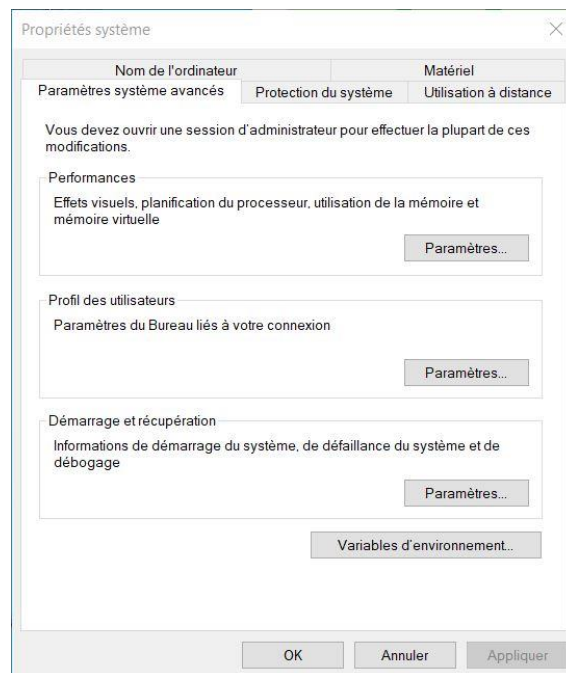 Propriétés système
Nom de l'ordinateur
Matériel
Paramètres système avancés
Protection du système
Utilisation à distance
Vous devez ouvrir une session d'administrateur pour effectuer la plupart de ces
modifications.
Performances
Effets visuels, planification du processeur, utilisation de la mémoire et
mémoire virtuelle
Paramètres...
Profil des utilisateurs
Paramètres du Bureau liés à votre connexion
Paramètres...
Démarrage et récupération
Informations de démarrage du système, de défaillance du système et de
débogage
Paramètres...
Variables d'environnement...
OK
Annuler
Appliquer